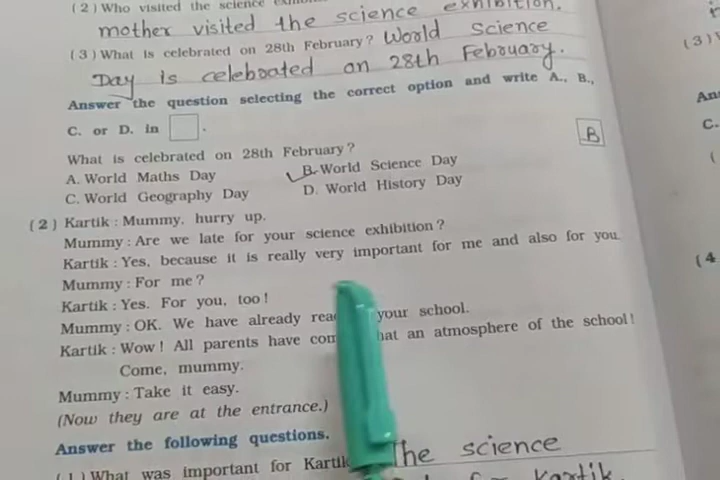 (2) Who visited the science
mother visited the science exhibition.
(3) What is celebrated on 28th February? World Science
Day is celebrated on 28th February.
Answer the question selecting the correct option and write A., B.,
C. or D. in
What is celebrated on 28th February? B
A. World Maths Day B. World Science Day
C. World Geography Day D. World History Day
(2) Kartik : Mummy, hurry up.
Mummy : Are we late for your science exhibition?
Kartik : Yes, because it is really very important for me and also for you.
Mummy : For me?
Kartik : Yes. For you, too!
Mummy : OK. We have already your school.
Kartik : Wow! All parents have an atmosphere of the school!
Come, mummy.
Mummy : Take it easy.
(Now they are at the entrance.)
Answer the following questions.
(1) What was important for Kartik The science
Kartik.
(3)
C.
(4